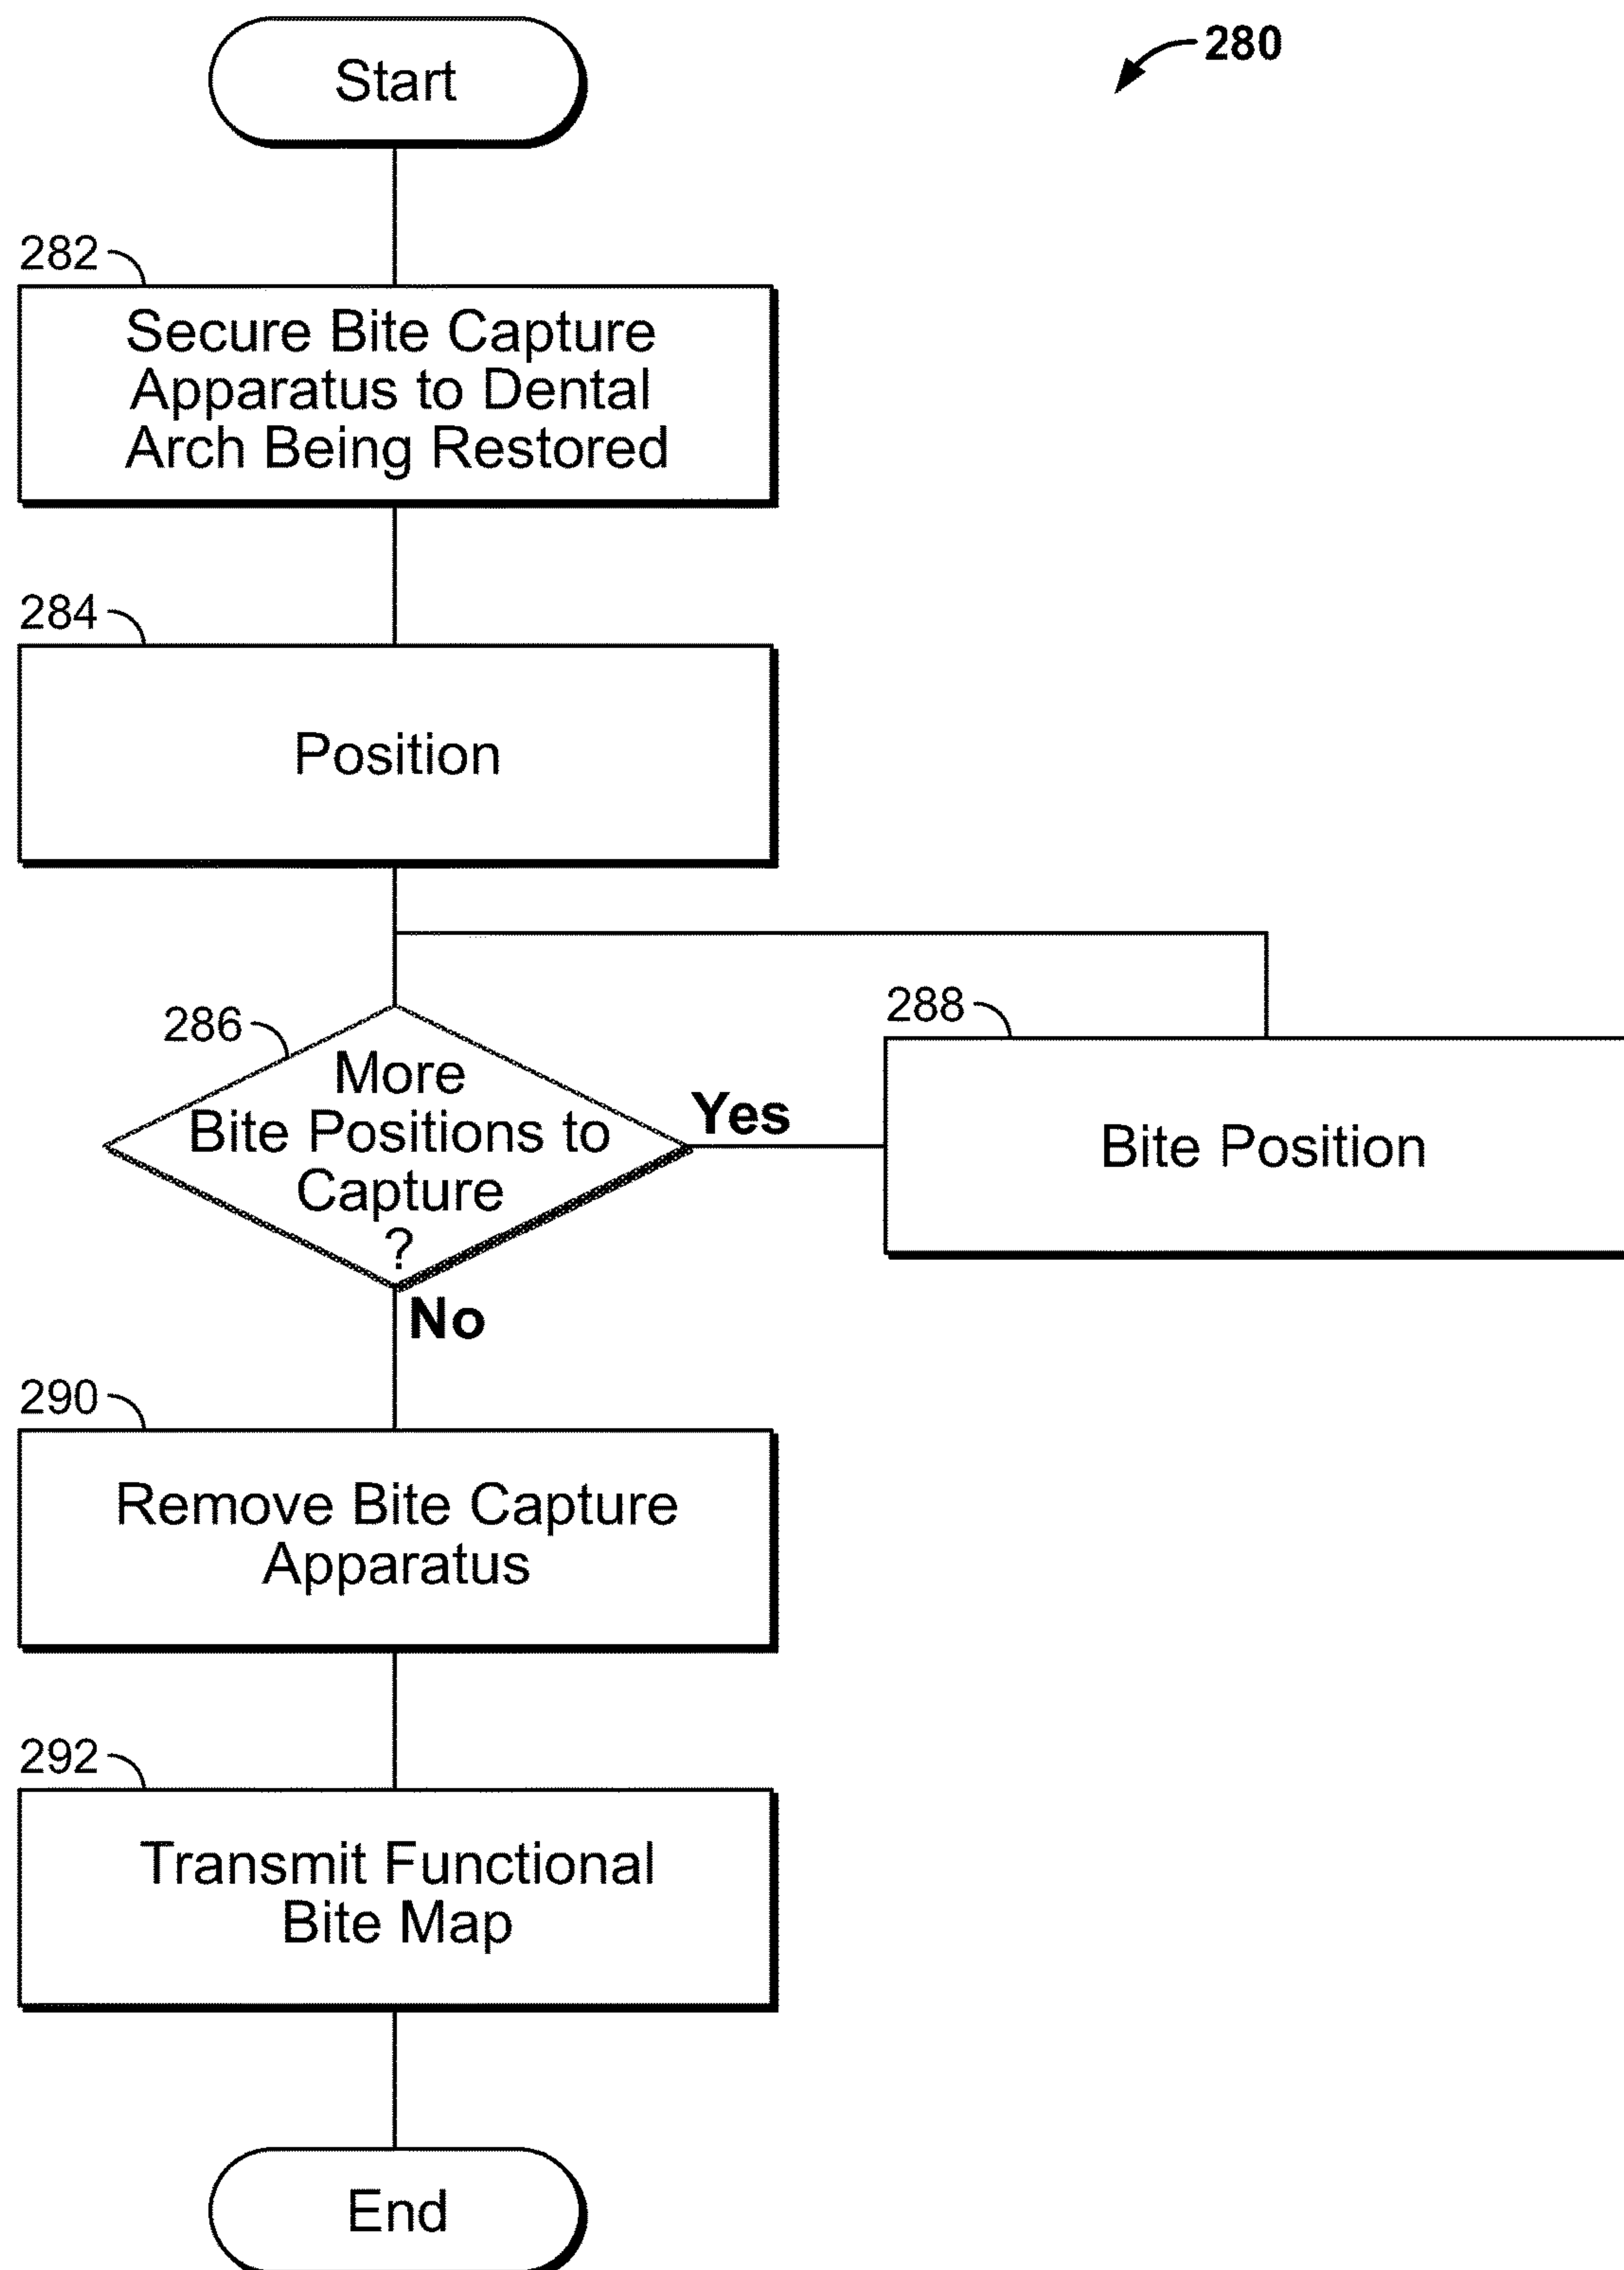 Start
280
282
Secure Bite Capture
Apparatus to Dental
Arch Being Restored
284
Position
286
More
Bite Positions to
Capture
?
Yes
288
Bite Position
No
290
Remove Bite Capture
Apparatus
292
Transmit Functional
Bite Map
End